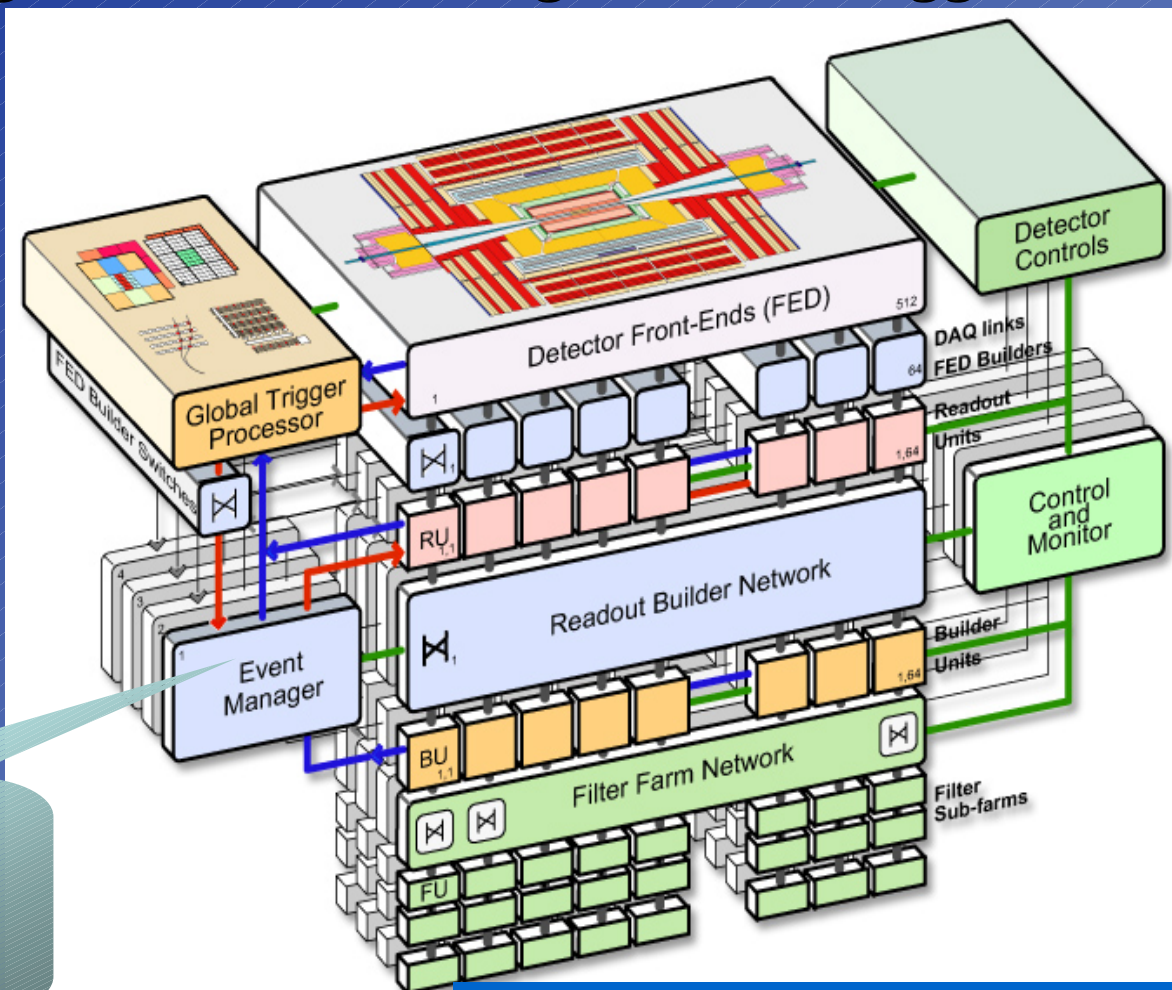 Detector
Controls
512
Detector Front-Ends (FED)
1
DAQ links
FED Builders
64
Global Trigger
Processor
FED Builder Switches
1
Readout
Units
1,64
RU
1,1
Control
and
Monitor
Readout Builder Network
1
4
3
2
1
Event
Manager
Builder
Units
1,64
BU
1,1
Filter Farm Network
Filter
Sub-farms
FU